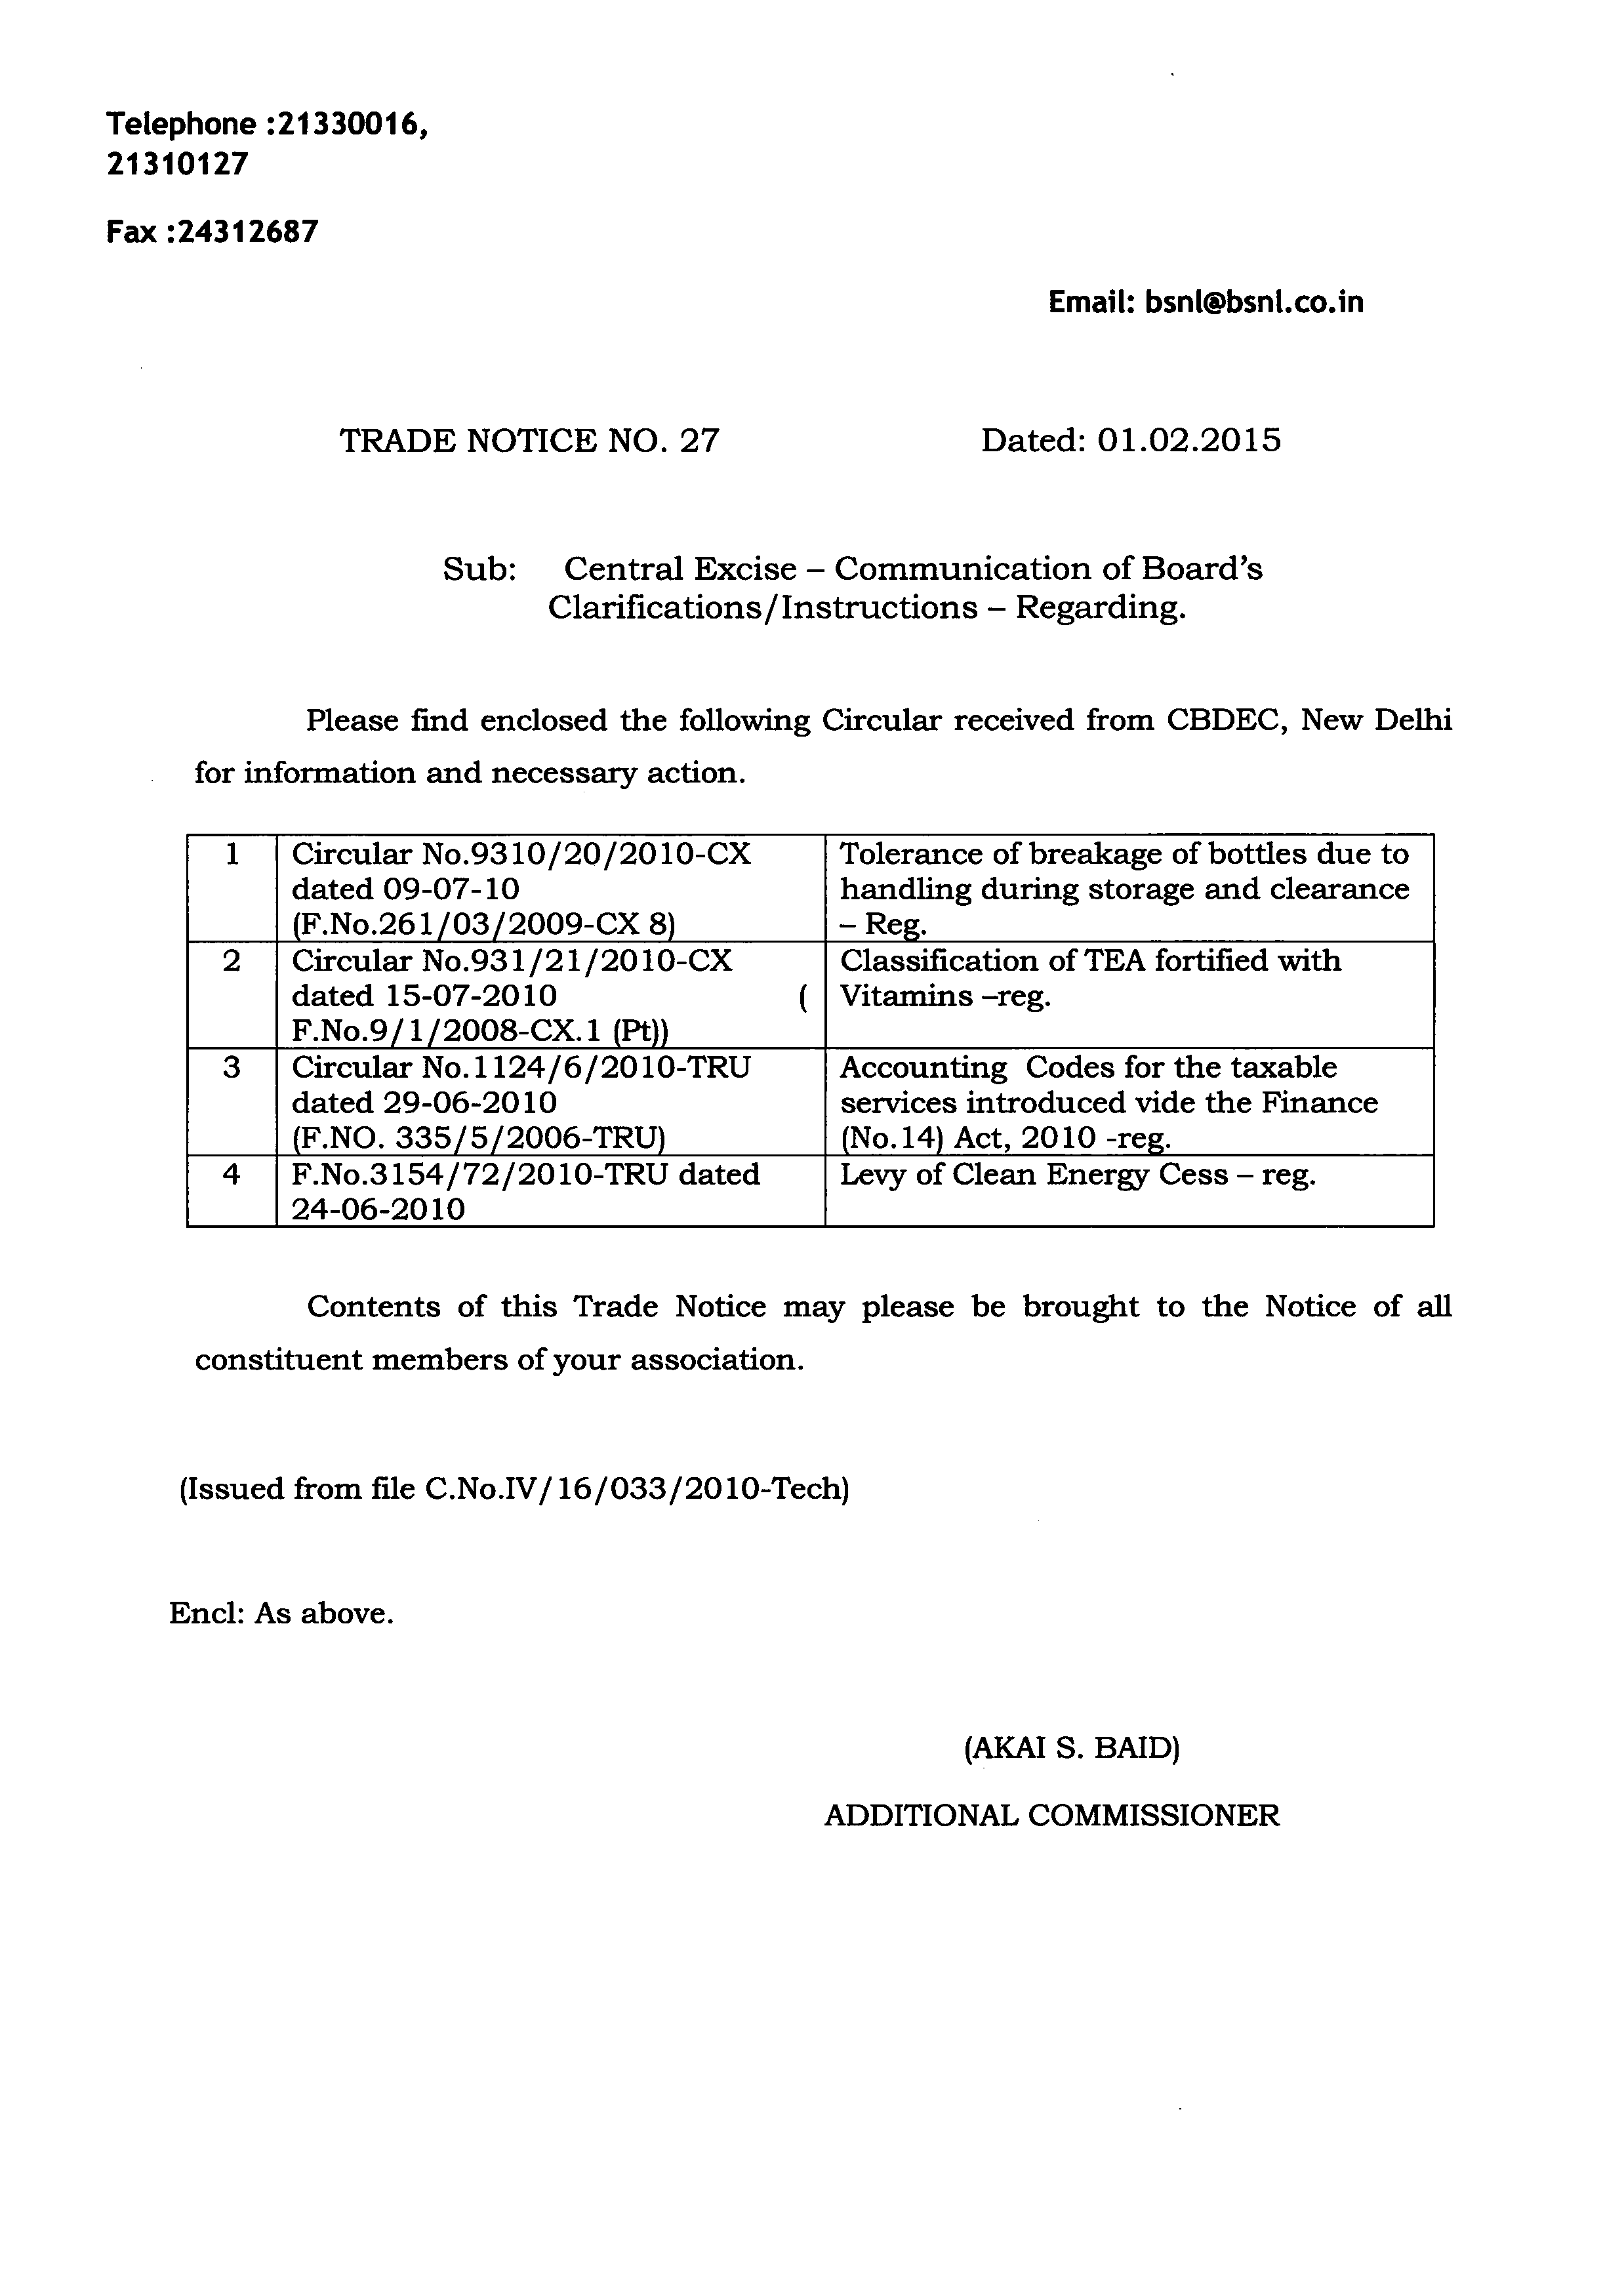 Telephone :21330016,
21310127
Fax :24312687
Email: bsnl@bsnl.co.in
TRADE NOTICE NO. 27 Dated: 01.02.2015
Sub: Central Excise – Communication of Board's
Clarifications/Instructions – Regarding.
Please find enclosed the following Circular received from CBDEC, New Delhi
for information and necessary action.
1 Circular No.9310/20/2010-CX
dated 09-07-10
(F.No.261/03/2009-CX 8)
Tolerance of breakage of bottles due to
handling during storage and clearance
– Reg.
2 Circular No.931/21/2010-CX
dated 15-07-2010 (
F.No.9/1/2008-CX.1 (Pt))
Classification of TEA fortified with
Vitamins –reg.
3 Circular No.1124/6/2010-TRU
dated 29-06-2010
(F.NO. 335/5/2006-TRU)
Accounting Codes for the taxable
services introduced vide the Finance
(No.14) Act, 2010 -reg.
4 F.No.3154/72/2010-TRU dated
24-06-2010
Levy of Clean Energy Cess – reg.
Contents of this Trade Notice may please be brought to the Notice of all
constituent members of your association.
(Issued from file C.No.IV/16/033/2010-Tech)
Encl: As above.
(AKAI S. BAID)
ADDITIONAL COMMISSIONER